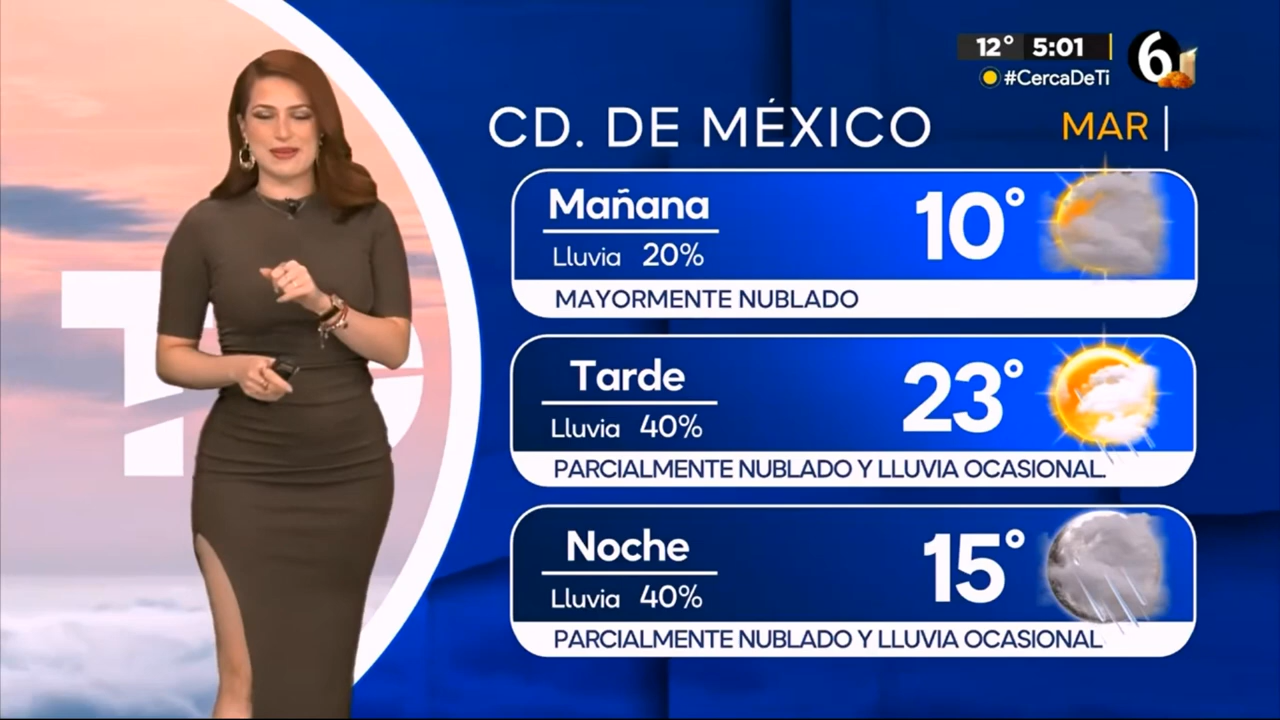 12° 5:01
6
#CercaDeTi
CD. DE MÉXICO
MAR
Mañana
10°
Lluvia 20%
MAYORMENTE NUBLADO
Tarde
23°
Lluvia 40%
PARCIALMENTE NUBLADO Y LLUVIA OCASIONAL.
Noche
15°
Lluvia 40%
PARCIALMENTE NUBLADO Y LLUVIA OCASIONAL.